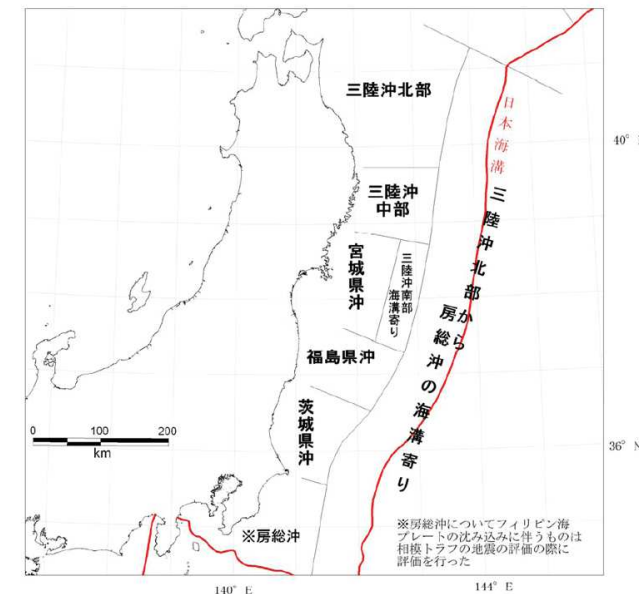 三陸沖北部
日本海溝
40° N
三陸沖
中部
三陸沖北部から
房総沖の海溝寄り
宮城県沖
三陸沖南部
海溝寄り
福島県沖
茨城県沖
0 100 200
km
36° N
※房総沖
※房総沖についてフィリピン海
プレートの沈み込みに伴うものは
相模トラフの地震の評価の際に
評価を行った
140° E
144° E